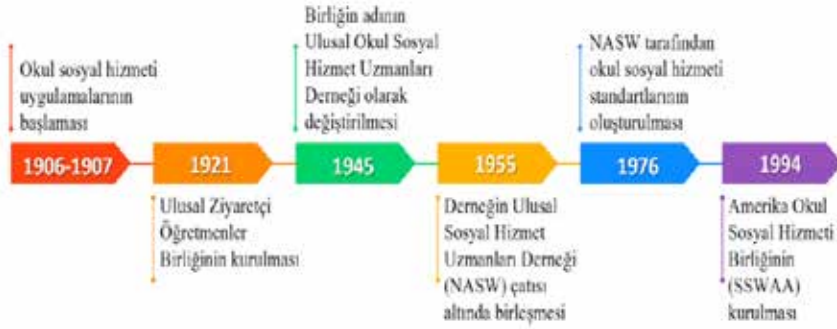 Okul sosyal hizmeti
uygulamalarının
başlaması
1906-1907
Ulusal Ziyaretçi
Öğretmenler
Birliğinin kurulması
1921
Birliğin adının
Ulusal Okul Sosyal
Hizmet Uzmanları
Derneği olarak
değiştirilmesi
1945
Derneğin Ulusal
Sosyal Hizmet
Uzmanları Derneği
(NASW) çatısı
altında birleşmesi
1955
NASW tarafından
okul sosyal hizmeti
standartlarının
oluşturulması
1976
Amerika Okul
Sosyal Hizmeti
Birliğinin
(SSWAA)
kurulması
1994